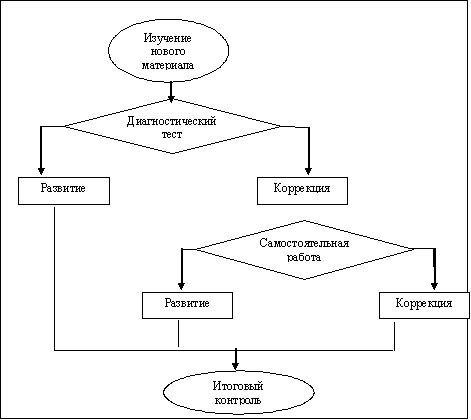 Изучение
нового
материала
Диагностический
тест
Развитие
Коррекция
Самостоятельная
работа
Развитие
Коррекция
Итоговый
контроль